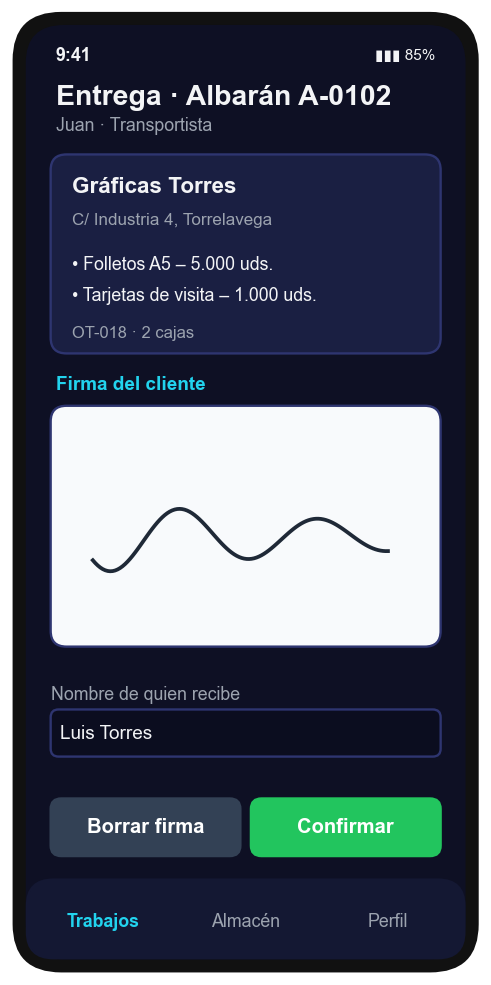 9:41 85%
Entrega · Albarán A-0102
Juan · Transportista
Gráficas Torres
C/ Industria 4, Torrelavega
• Folletos A5 – 5.000 uds.
• Tarjetas de visita – 1.000 uds.
OT-018 · 2 cajas
Firma del cliente
Nombre de quien recibe
Luis Torres
Borrar firma Confirmar
Trabajos Almacén Perfil